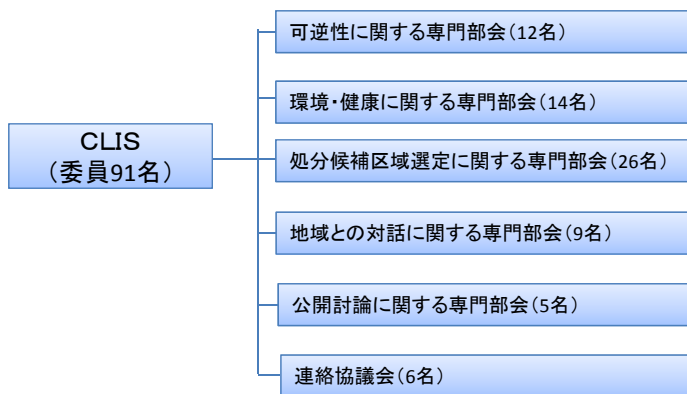 可逆性に関する専門部会(12名)
環境・健康に関する専門部会(14名)
CLIS
(委員91名)
処分候補区域選定に関する専門部会(26名)
地域との対話に関する専門部会(9名)
公開討論に関する専門部会(5名)
連絡協議会(6名)